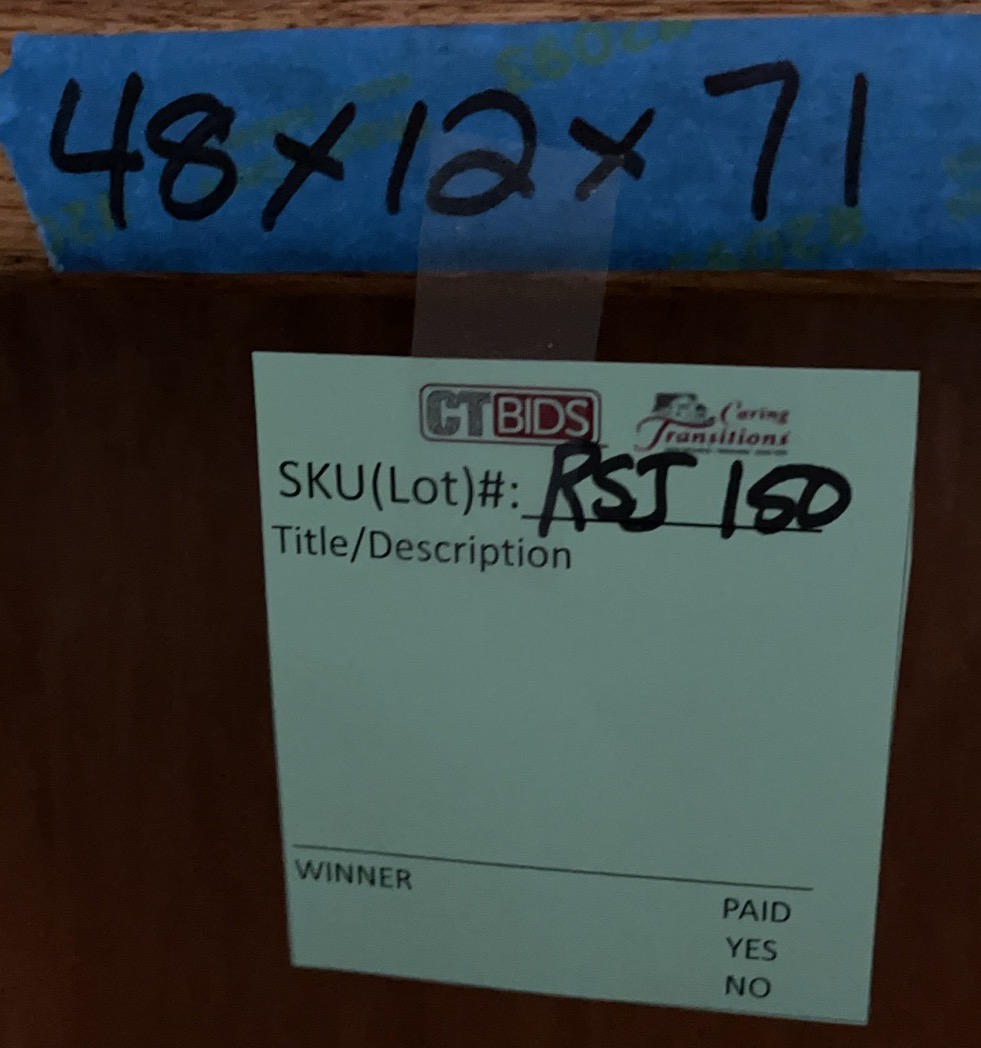 48 x 12 x 71
CTBIDS Caring Transitions
SKU(Lot)#: RSJ 150
Title/Description
WINNER
PAID
YES
NO